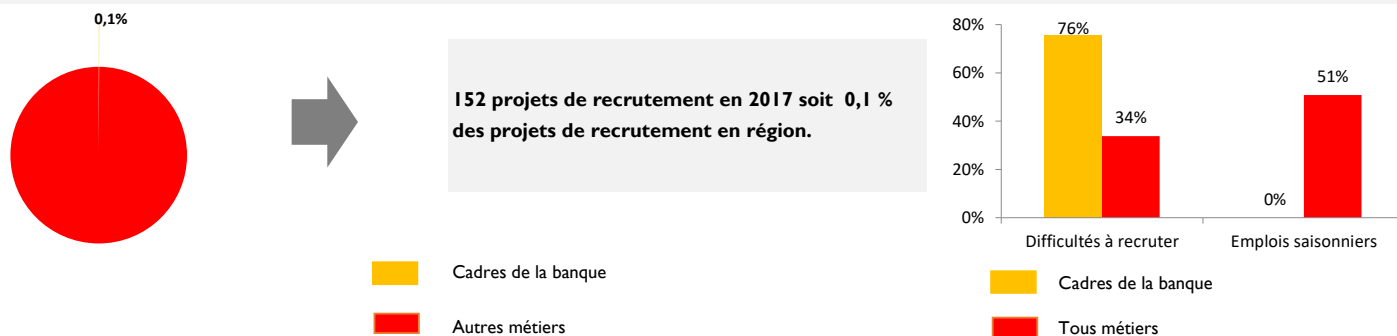 0,1%
152 projets de recrutement en 2017 soit 0,1 %
des projets de recrutement en région.
Cadres de la banque
Autres métiers
80%
60%
40%
20%
0%
76%
34%
0%
51%
Difficultés à recruter
Emplois saisonniers
Cadres de la banque
Tous métiers